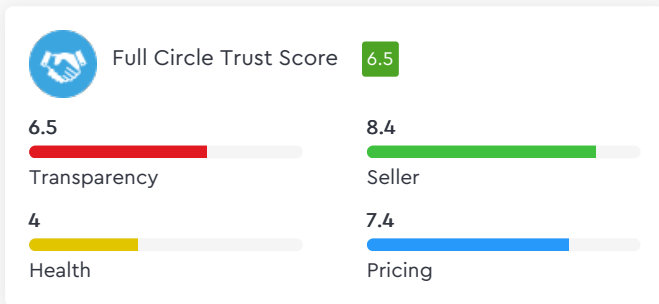 Full Circle Trust Score 6.5
6.5 8.4
Transparency Seller
4 7.4
Health Pricing